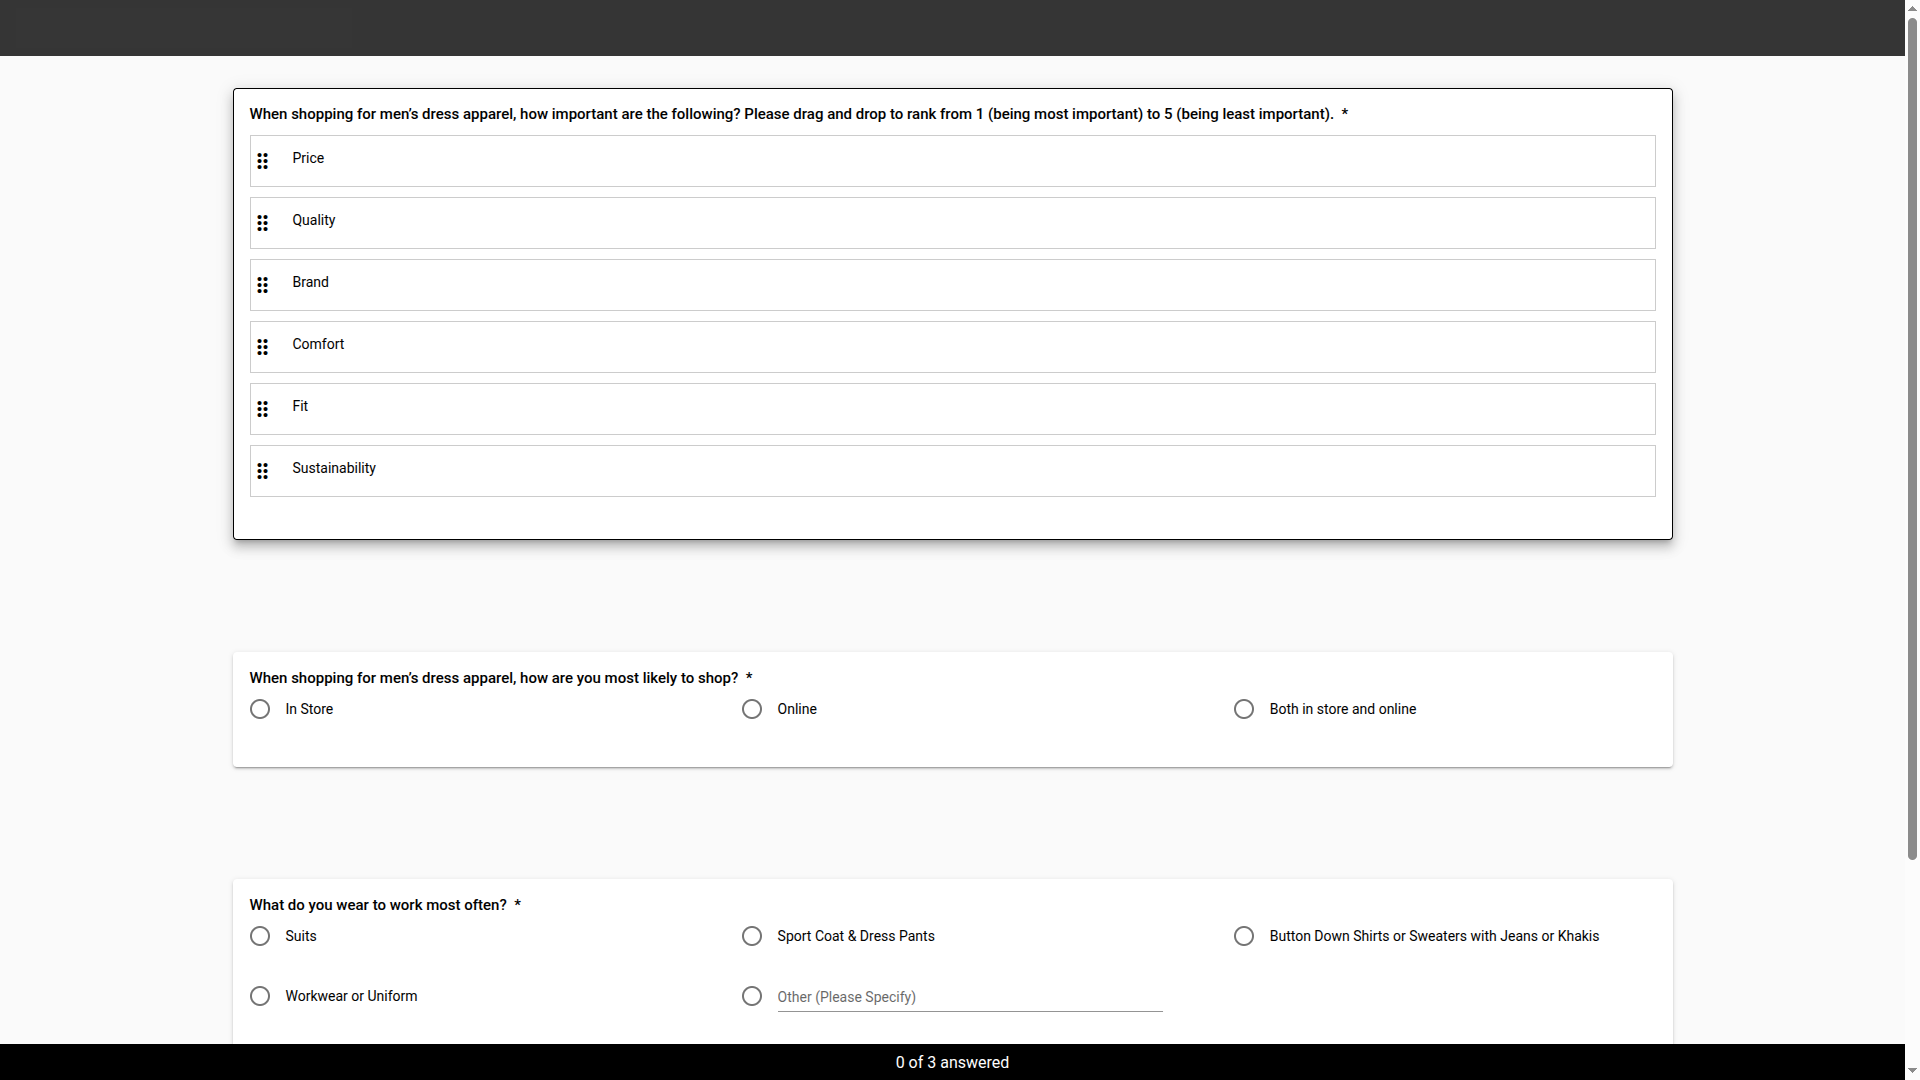 When shopping for men’s dress apparel, how important are the following? Please drag and drop to rank from 1 (being most important) to 5 (being least important). *
Price
Quality
Brand
Comfort
Fit
Sustainability
When shopping for men’s dress apparel, how are you most likely to shop? *
In Store
Online
Both in store and online
What do you wear to work most often? *
Suits
Sport Coat & Dress Pants
Button Down Shirts or Sweaters with Jeans or Khakis
Workwear or Uniform
Other (Please Specify)
0 of 3 answered